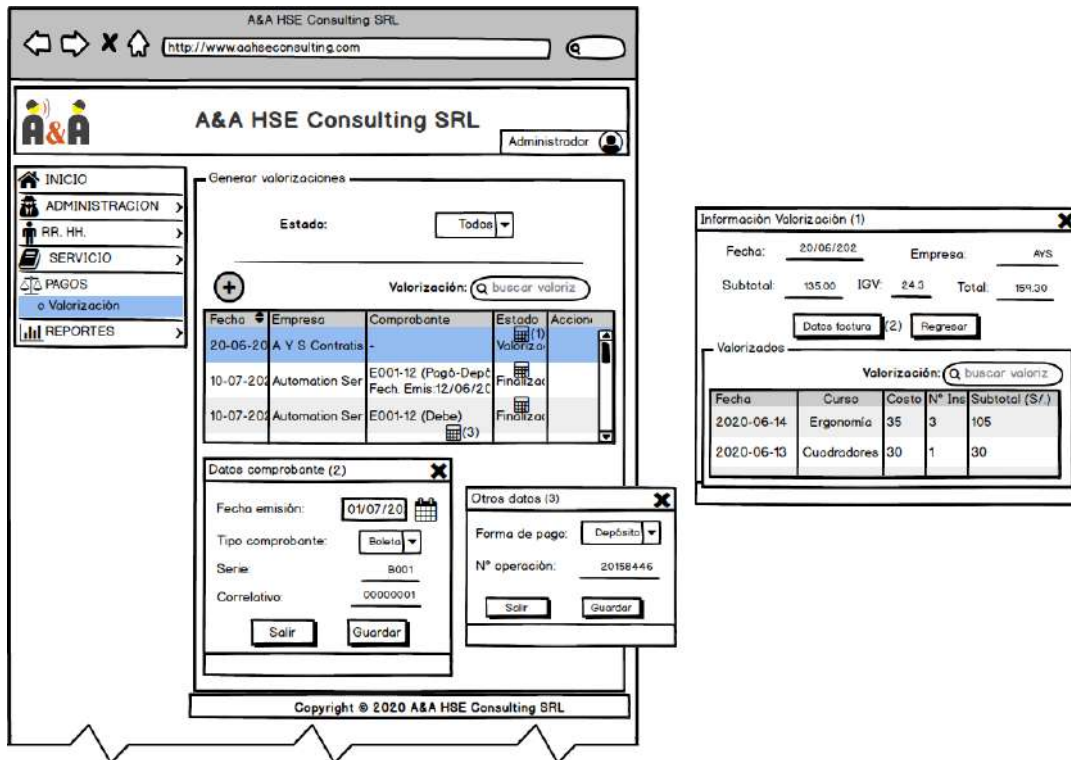 A&A HSE Consulting SRL
http://www.aahseconsulting.com
A&A
A&A HSE Consulting SRL
Administrador
INICIO
ADMINISTRACION
RR. HH.
SERVICIO
PAGOS
o Valorización
REPORTES
Generar valorizaciones
Estado: Todos
Valorización: buscar valoriz
Fecha Empresa Comprobante Estado Accion
20-06-20 A Y S Contratis - (1) Valoriza
10-07-202 Automation Ser E001-12 (Pagó-Depó Finalizad
Fech. Emis:12/06/20
10-07-202 Automation Ser E001-12 (Debe) Finalizad
(3)
Datos comprobante (2)
Fecha emisión: 01/07/20
Tipo comprobante: Boleta
Serie: B001
Correlativo: 00000001
Salir Guardar
Otros datos (3)
Forma de pago: Depósito
N° operación: 20158446
Salir Guardar
Copyright © 2020 A&A HSE Consulting SRL
Información Valorización (1)
Fecha: 20/06/202 Empresa: AYS
Subtotal: 135.00 IGV: 24.3 Total: 159.30
Datos factura (2) Regresar
Valorizados
Valorización: buscar valoriz
Fecha Curso Costo N° Ins Subtotal (S/.)
2020-06-14 Ergonomía 35 3 105
2020-06-13 Cuadradores 30 1 30